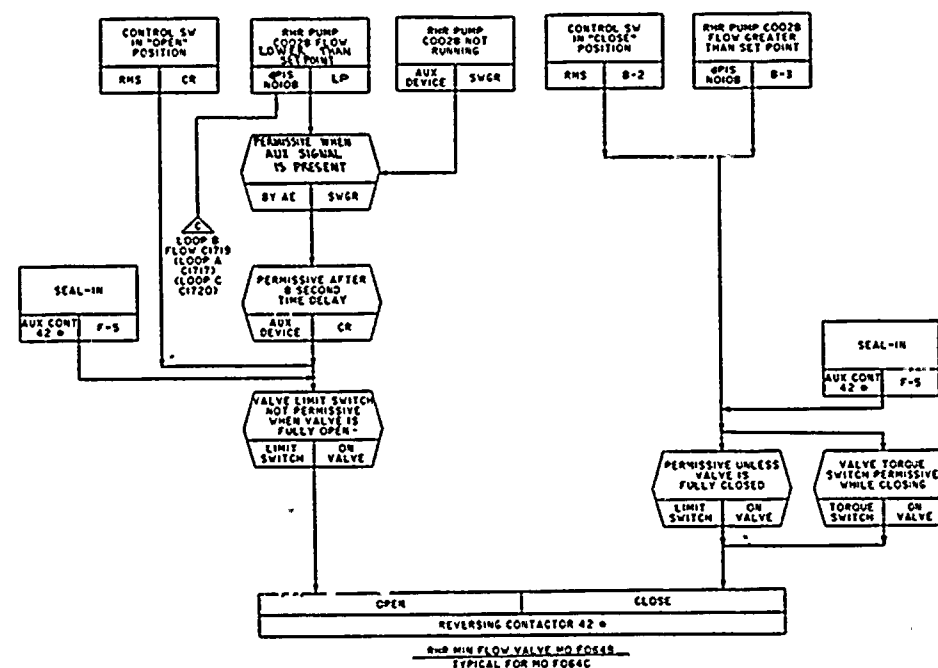 CONTROL SW
IN "OPEN"
POSITION
RMS CR
RHR PUMP
C002B FLOW
LOWER THAN
SETPOINT
dPIS
N010B
LP
RHR PUMP
C002B NOT
RUNNING
AUX
DEVICE
SWGR
CONTROL SW
IN "CLOSE"
POSITION
RMS B-2
RHR PUMP C002B
FLOW GREATER
THAN SET POINT
dPIS
N010B
B-3
PERMISSIVE WHEN
AUX SIGNAL
IS PRESENT
BY AE SWGR
C
LOOP B
FLOW C1719
(LOOP A
C1717)
(LOOP C
C1720)
PERMISSIVE AFTER
8 SECOND
TIME DELAY
AUX
DEVICE
CR
SEAL-IN
AUX CONT
42 *
F-5
VALVE LIMIT SWITCH
NOT PERMISSIVE
WHEN VALVE IS
FULLY OPEN
LIMIT
SWITCH
ON
VALVE
SEAL-IN
AUX CONT
42 *
F-5
PERMISSIVE UNLESS
VALVE IS
FULLY CLOSED
LIMIT
SWITCH
ON
VALVE
VALVE TORQUE
SWITCH PERMISSIVE
WHILE CLOSING
TORQUE
SWITCH
ON
VALVE
OPEN CLOSE
REVERSING CONTACTOR 42 *
RHR MIN FLOW VALVE MO F064B
TYPICAL FOR MO F064C